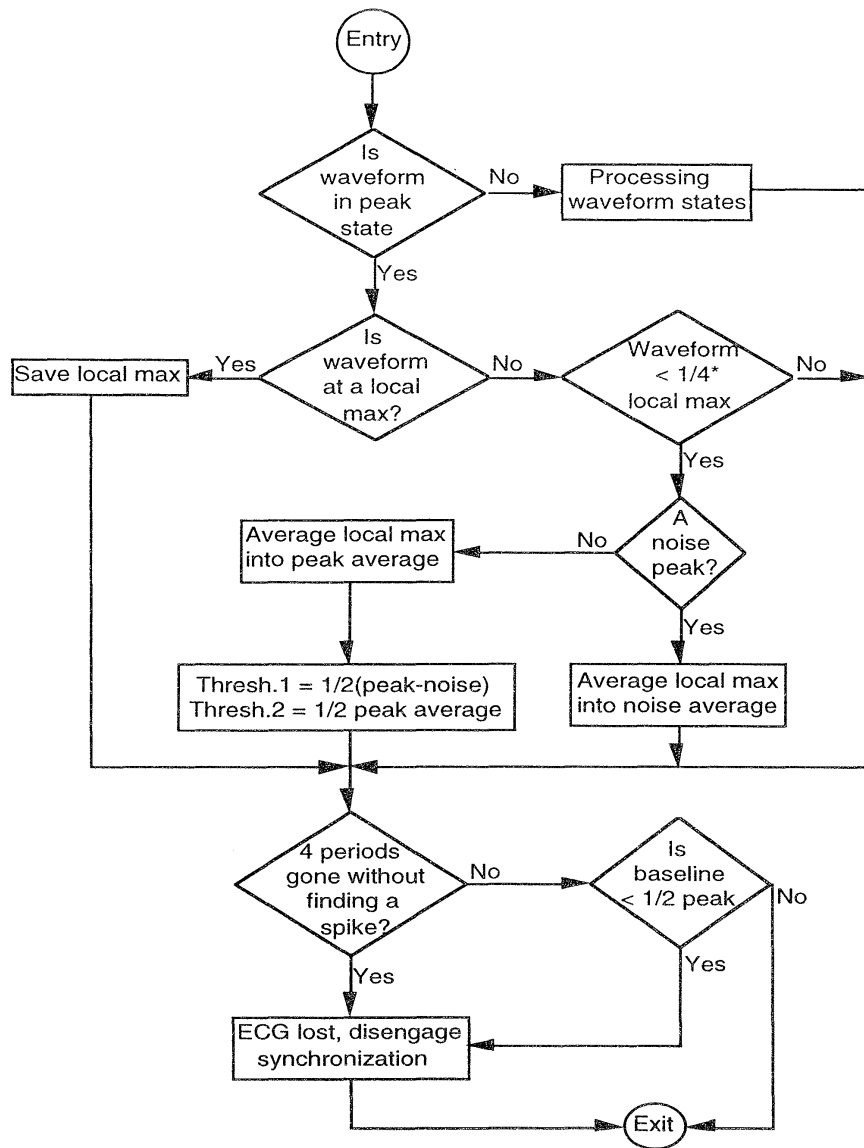 Entry
Is
waveform
in peak
state
No
Processing
waveform states
Yes
Save local max
Yes
Is
waveform
at a local
max?
No
Waveform
< 1/4*
local max
No
Yes
Average local max
into peak average
No
A
noise
peak?
Yes
Thresh.1 = 1/2(peak-noise)
Thresh.2 = 1/2 peak average
Average local max
into noise average
4 periods
gone without
finding a
spike?
No
Is
baseline
< 1/2 peak
No
Yes
Yes
ECG lost, disengage
synchronization
Exit